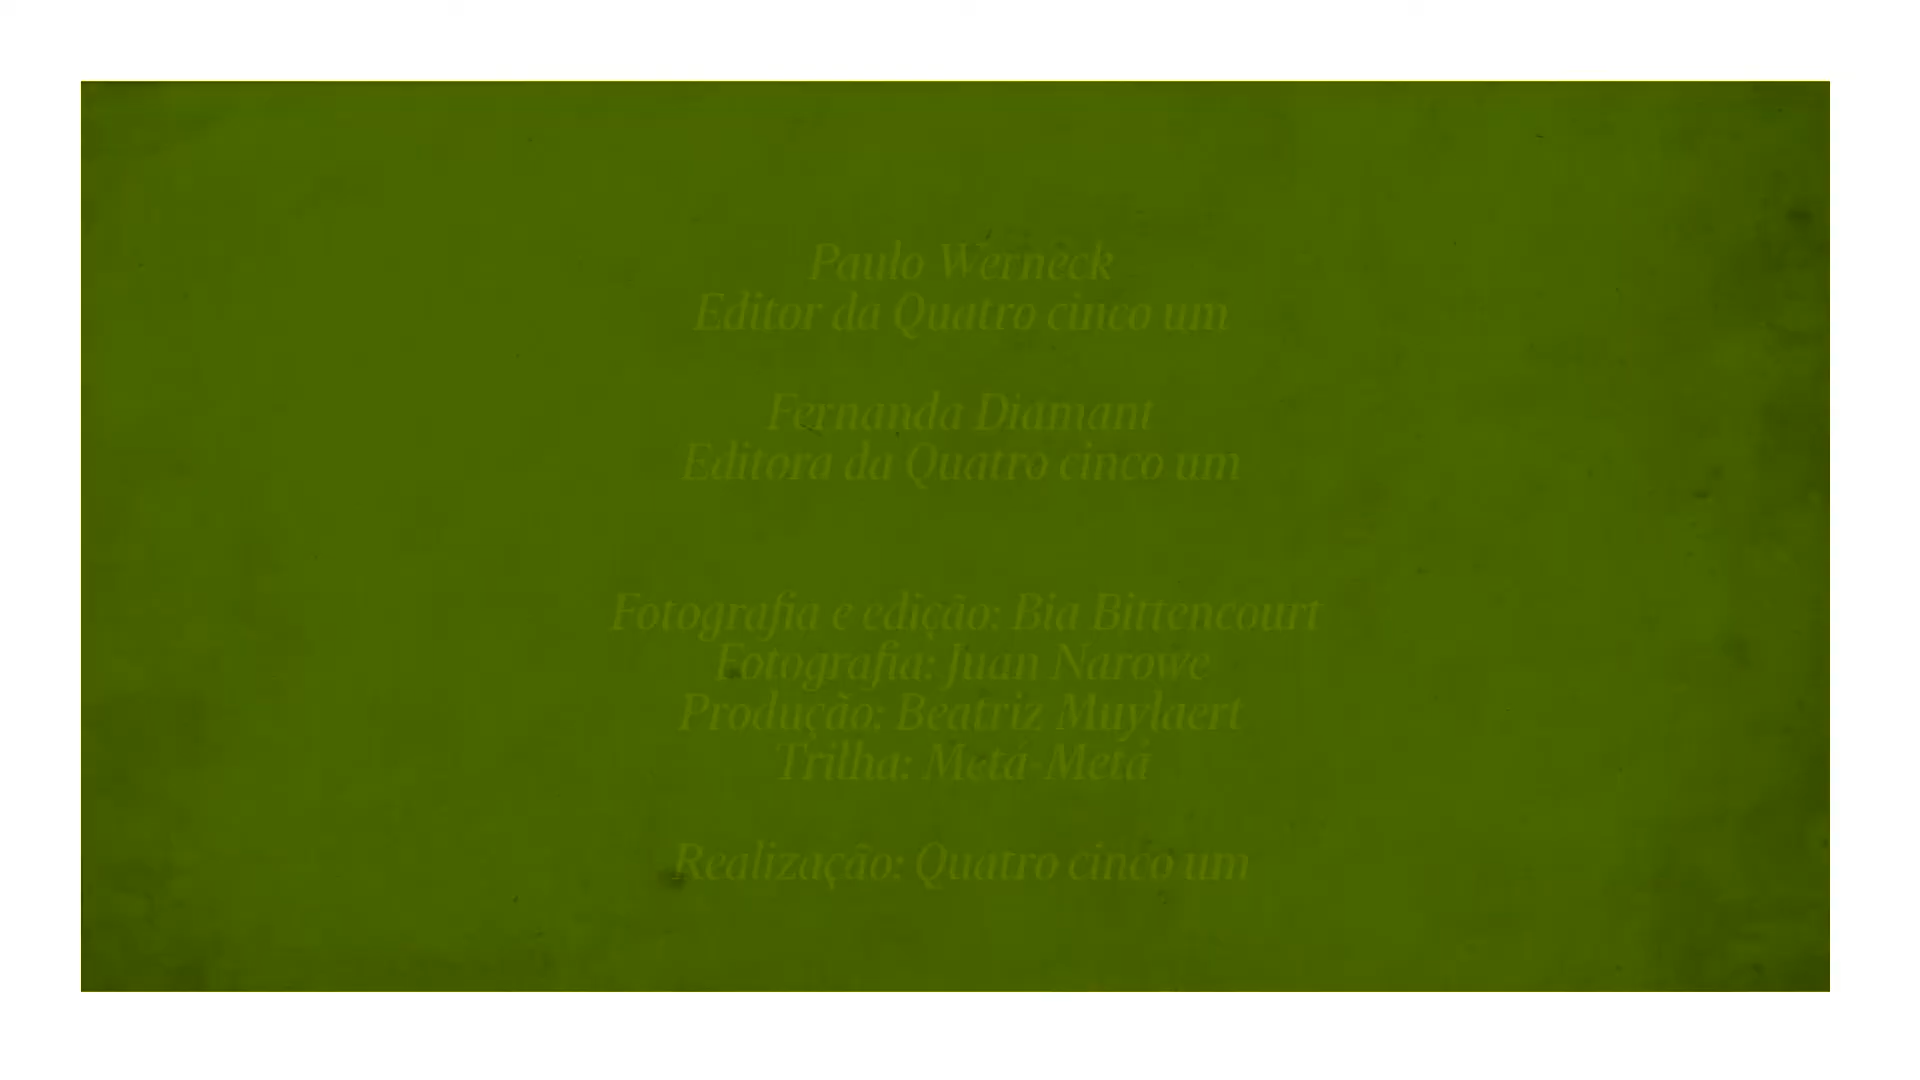 Paulo Werneck
Editor da Quatro cinco um
Fernanda Diamant
Editora da Quatro cinco um
Fotografia e edição: Bia Bittencourt
Fotografia: Juan Narowe
Produção: Beatriz Muylaert
Trilha: Metá-Metá
Realização: Quatro cinco um